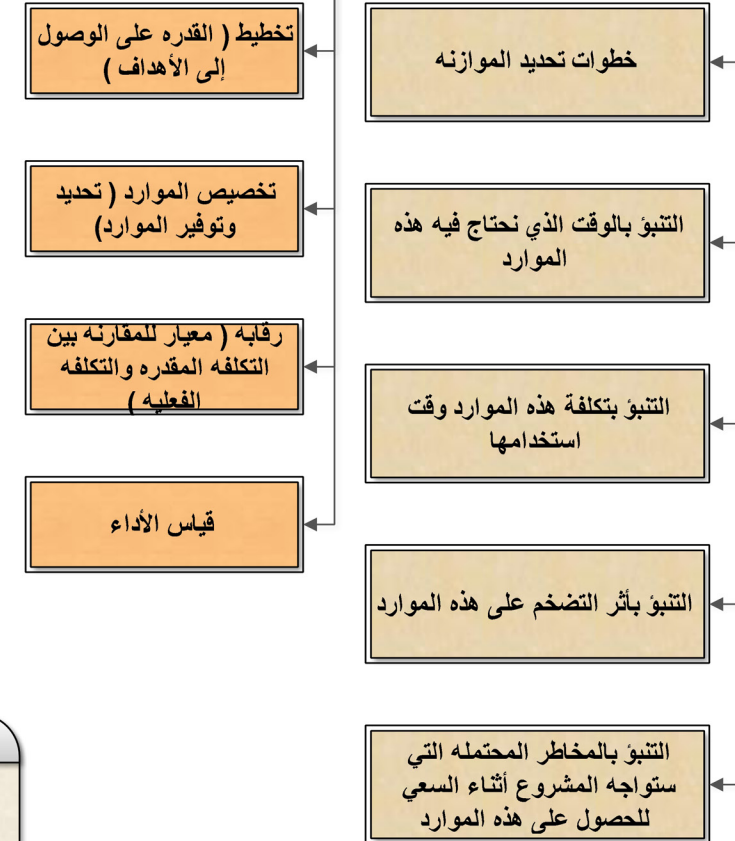 خطوات تحديد الموازنه
التنبؤ بالوقت الذي نحتاج فيه هذه
الموارد
التنبؤ بتكلفة هذه الموارد وقت
استخدامها
التنبؤ بأثر التضخم على هذه الموارد
التنبؤ بالمخاطر المحتمله التي
ستواجه المشروع أثناء السعي
للحصول على هذه الموارد
تخطيط ( القدره على الوصول
إلى الأهداف )
تخصيص الموارد ( تحديد
وتوفير الموارد)
رقابه ( معيار للمقارنه بين
التكلفه المقدره والتكلفه
الفعليه )
قياس الأداء